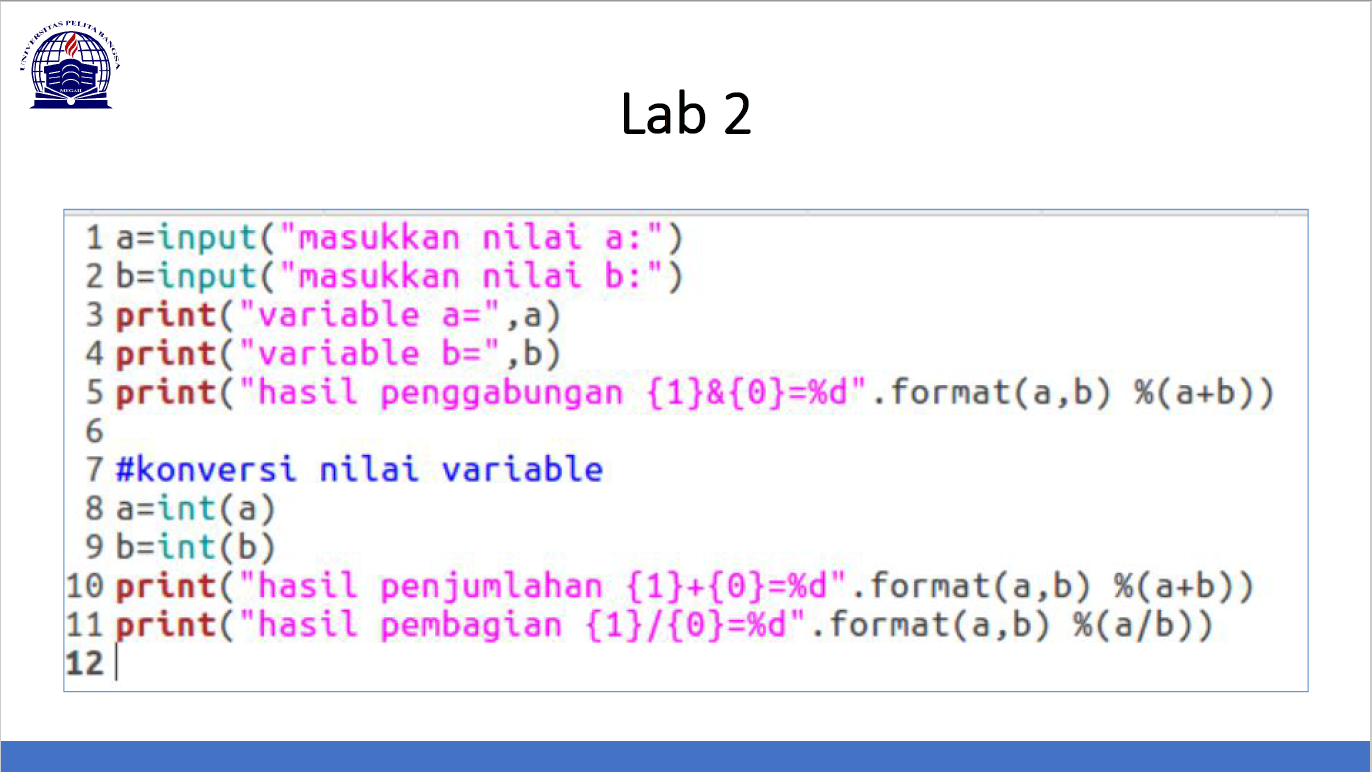 UNIVERSITAS PELITA BANGSA
Lab 2
1 a=input("masukkan nilai a:")
2 b=input("masukkan nilai b:")
3 print("variable a=",a)
4 print("variable b=",b)
5 print("hasil penggabungan {1}&{0}=%d".format(a,b) %(a+b))
6
7 #konversi nilai variable
8 a=int(a)
9 b=int(b)
10 print("hasil penjumlahan {1}+{0}=%d".format(a,b) %(a+b))
11 print("hasil pembagian {1}/{0}=%d".format(a,b) %(a/b))
12